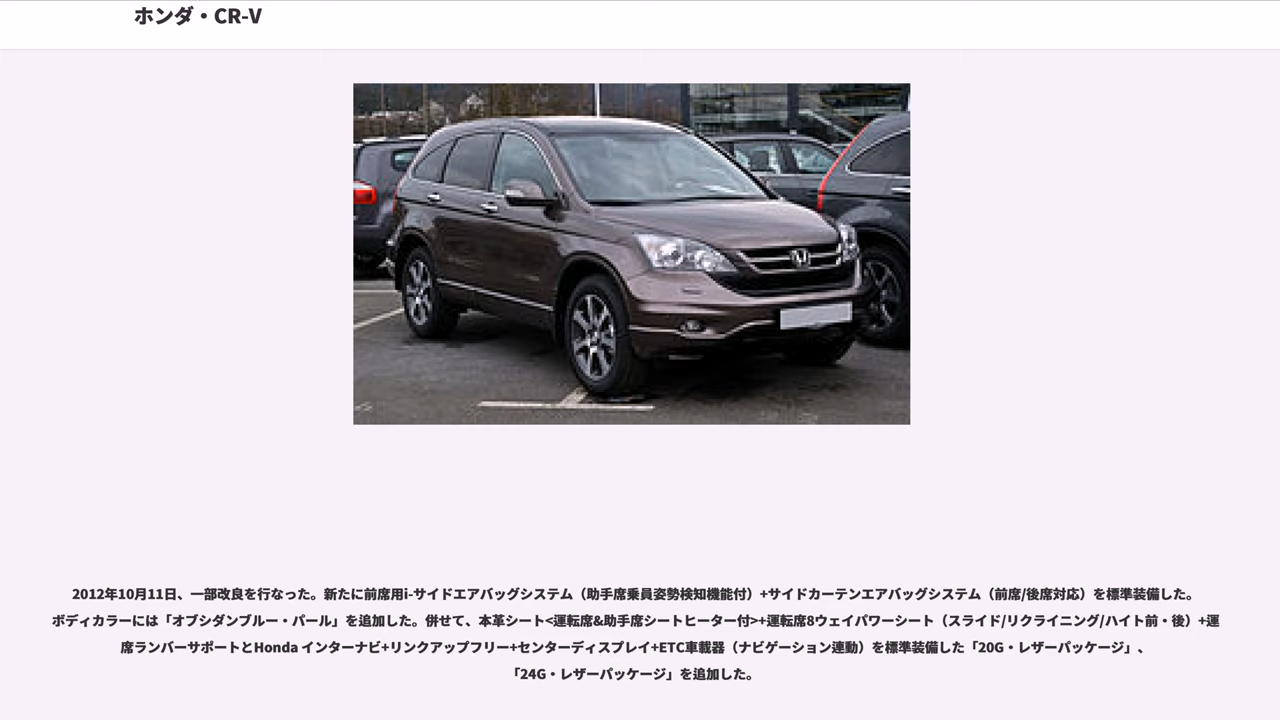 ホンダ・CR-V
2012年10月11日、一部改良を行なった。新たに前席用i-サイドエアバッグシステム（助手席乗員姿勢検知機能付）+サイドカーテンエアバッグシステム（前席/後席対応）を標準装備した。
ボディカラーには「オブシダンブルー・パール」を追加した。併せて、本革シート<運転席&助手席シートヒーター付>+運転席8ウェイパワーシート（スライド/リクライニング/ハイト前・後）+運
席ランバーサポートとHonda インターナビ+リンクアップフリー+センターディスプレイ+ETC車載器（ナビゲーション連動）を標準装備した「20G・レザーパッケージ」、
「24G・レザーパッケージ」を追加した。